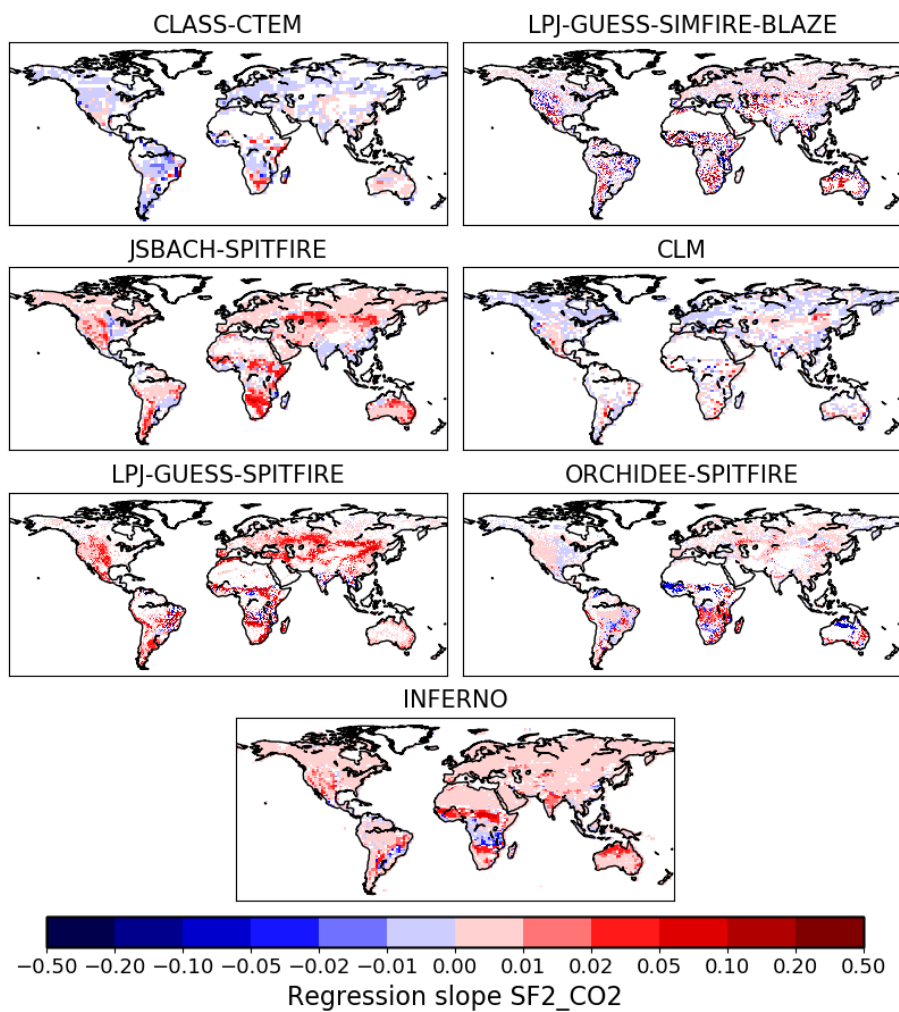 CLASS-CTEM LPJ-GUESS-SIMFIRE-BLAZE
JSBACH-SPITFIRE CLM
LPJ-GUESS-SPITFIRE ORCHIDEE-SPITFIRE
INFERNO
−0.50 −0.20 −0.10 −0.05 −0.02 −0.01 0.00 0.01 0.02 0.05 0.10 0.20 0.50
Regression slope SF2_CO2